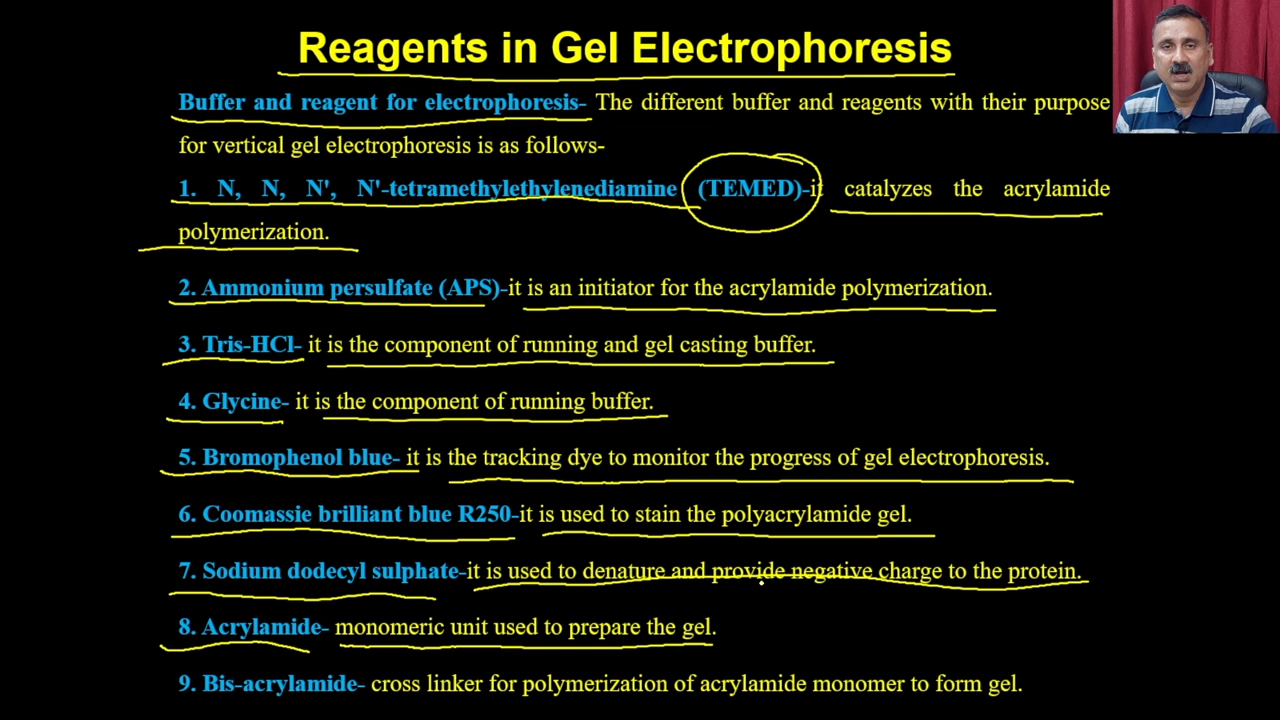 Reagents in Gel Electrophoresis
Buffer and reagent for electrophoresis- The different buffer and reagents with their purpose
for vertical gel electrophoresis is as follows-
1. N, N, N', N'-tetramethylethylenediamine (TEMED)-it catalyzes the acrylamide
polymerization.
2. Ammonium persulfate (APS)-it is an initiator for the acrylamide polymerization.
3. Tris-HCl- it is the component of running and gel casting buffer.
4. Glycine- it is the component of running buffer.
5. Bromophenol blue- it is the tracking dye to monitor the progress of gel electrophoresis.
6. Coomassie brilliant blue R250-it is used to stain the polyacrylamide gel.
7. Sodium dodecyl sulphate-it is used to denature and provide negative charge to the protein.
8. Acrylamide- monomeric unit used to prepare the gel.
9. Bis-acrylamide- cross linker for polymerization of acrylamide monomer to form gel.